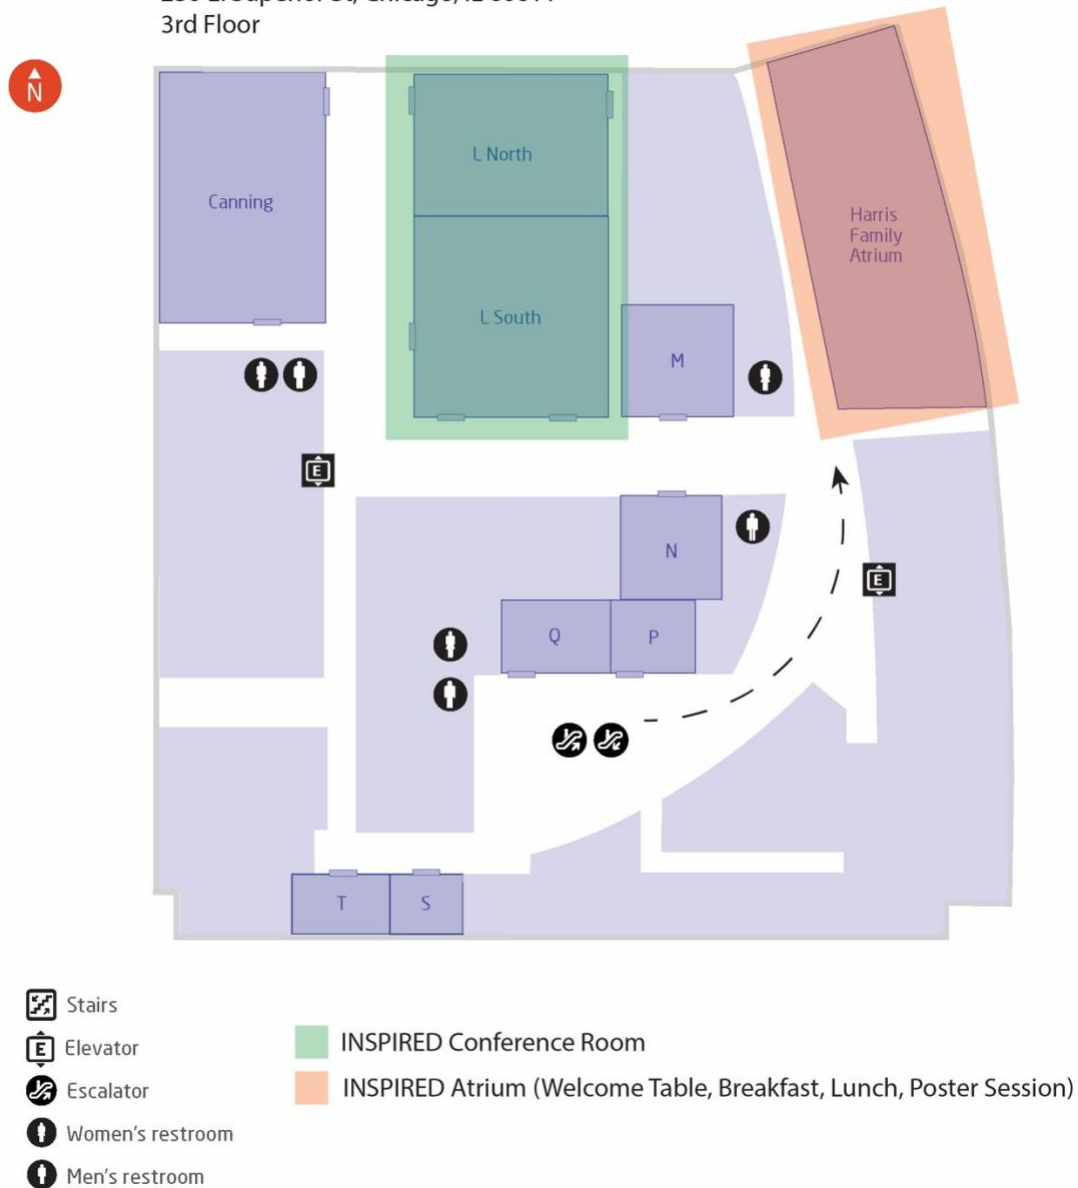 3rd Floor
N
Canning
L North
L South
Harris
Family
Atrium
M
E
N
E
Q
P
T
S
Stairs
E Elevator
Escalator
Women's restroom
Men's restroom
INSPIRED Conference Room
INSPIRED Atrium (Welcome Table, Breakfast, Lunch, Poster Session)